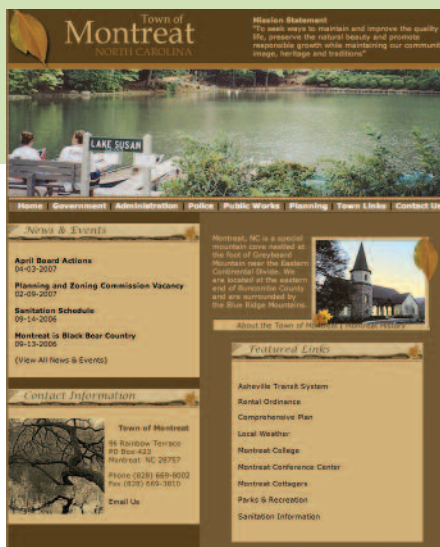 Town of
Montreat
NORTH CAROLINA
Mission Statement
"To seek ways to maintain and improve the quality
life, preserve the natural beauty and promote
responsible growth while maintaining our communit
image, heritage and traditions"
LAKE SUSAN
Home | Government | Administration | Police | Public Works | Planning | Town Links | Contact Us
News & Events
April Board Actions
04-03-2007
Planning and Zoning Commission Vacancy
02-09-2007
Sanitation Schedule
09-14-2006
Montreat is Black Bear Country
09-13-2006
(View All News & Events)
Montreat, NC is a special
mountain cove nestled at
the foot of Greybeard
Mountain near the Eastern
Continental Divide. We
are located at the eastern
end of Buncombe County
and are surrounded by
the Blue Ridge Mountains.
About the Town of Montreat | Montreat History
Featured Links
Asheville Transit System
Rental Ordinance
Comprehensive Plan
Local Weather
Montreat College
Montreat Conference Center
Montreat Cottagers
Parks & Recreation
Sanitation Information
Contact Information
Town of Montreat
96 Rainbow Terrace
PO Box 423
Montreat NC 28757
Phone (828) 669-8002
Fax (828) 669-3810
Email Us